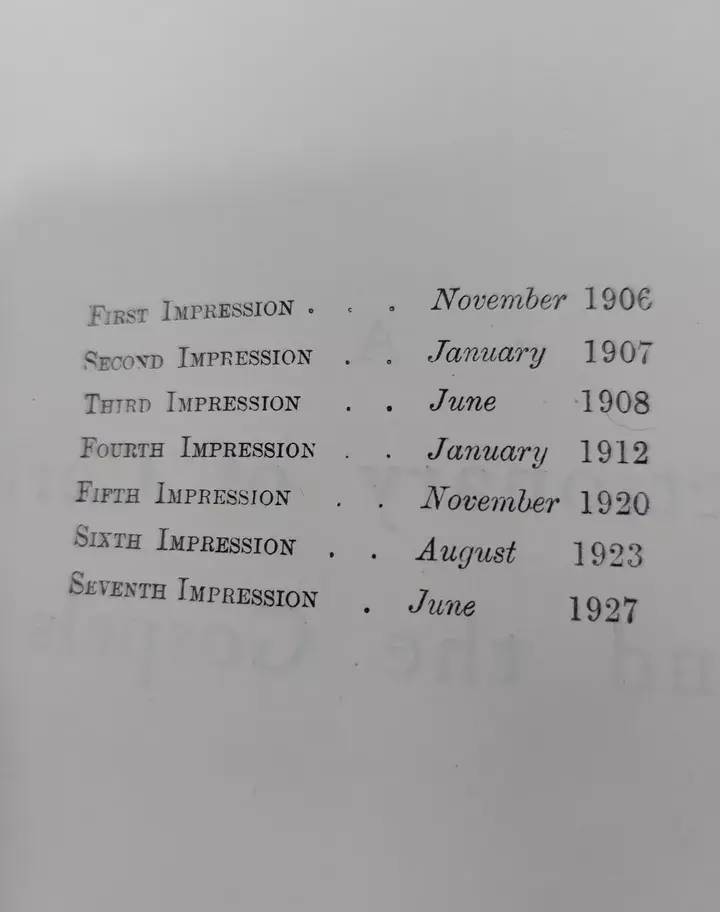 First Impression . . . November 1906
Second Impression . . January 1907
Third Impression . . June 1908
Fourth Impression . . January 1912
Fifth Impression . . November 1920
Sixth Impression . . August 1923
Seventh Impression . June 1927